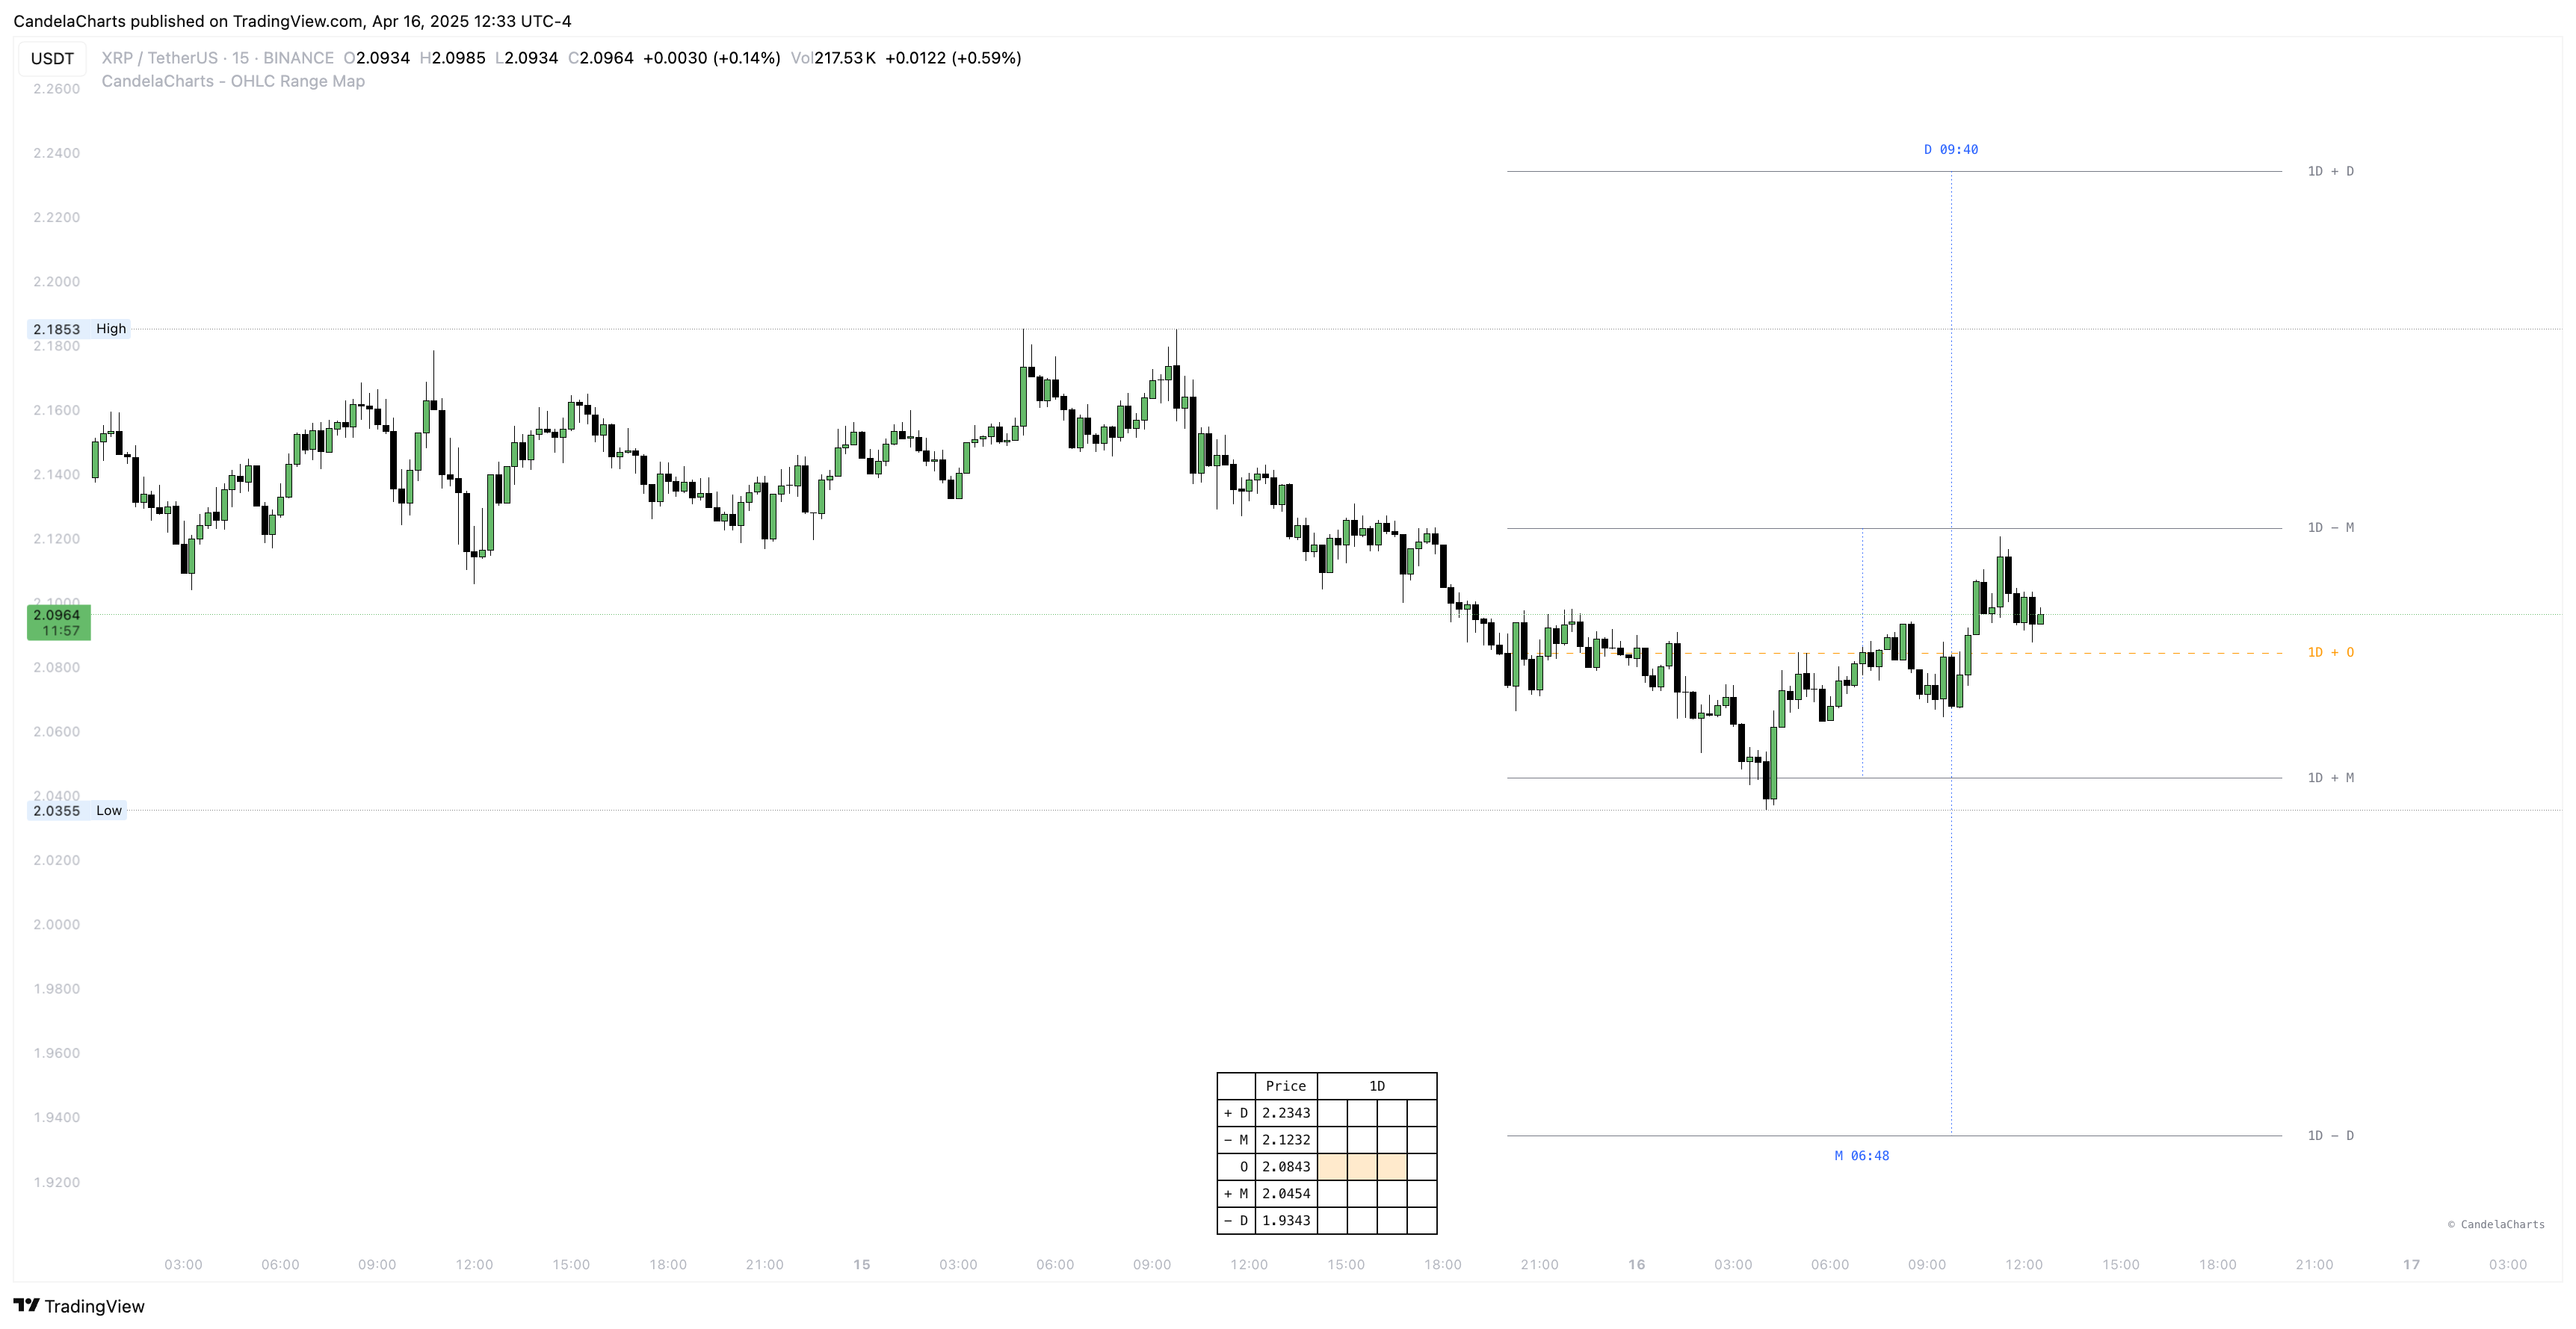 CandelaCharts published on TradingView.com, Apr 16, 2025 12:33 UTC-4
USDT XRP / TetherUS · 15 · BINANCE O2.0934 H2.0985 L2.0934 C2.0964 +0.0030 (+0.14%) Vol217.53 K +0.0122 (+0.59%)
CandelaCharts - OHLC Range Map
2.2600
2.2400
D 09:40
1D + D
2.2200
2.2000
2.1853 High
2.1800
2.1600
2.1400
2.1200
1D − M
2.1000
2.0964
11:57
2.0800
1D + O
2.0600
1D + M
2.0400
2.0355 Low
2.0200
2.0000
1.9800
1.9600
1.9400
1D − D
M 06:48
1.9200
Price 1D
+ D 2.2343
− M 2.1232
O 2.0843
+ M 2.0454
− D 1.9343
© CandelaCharts
03:00 06:00 09:00 12:00 15:00 18:00 21:00 15 03:00 06:00 09:00 12:00 15:00 18:00 21:00 16 03:00 06:00 09:00 12:00 15:00 18:00 21:00 17 03:00
TradingView